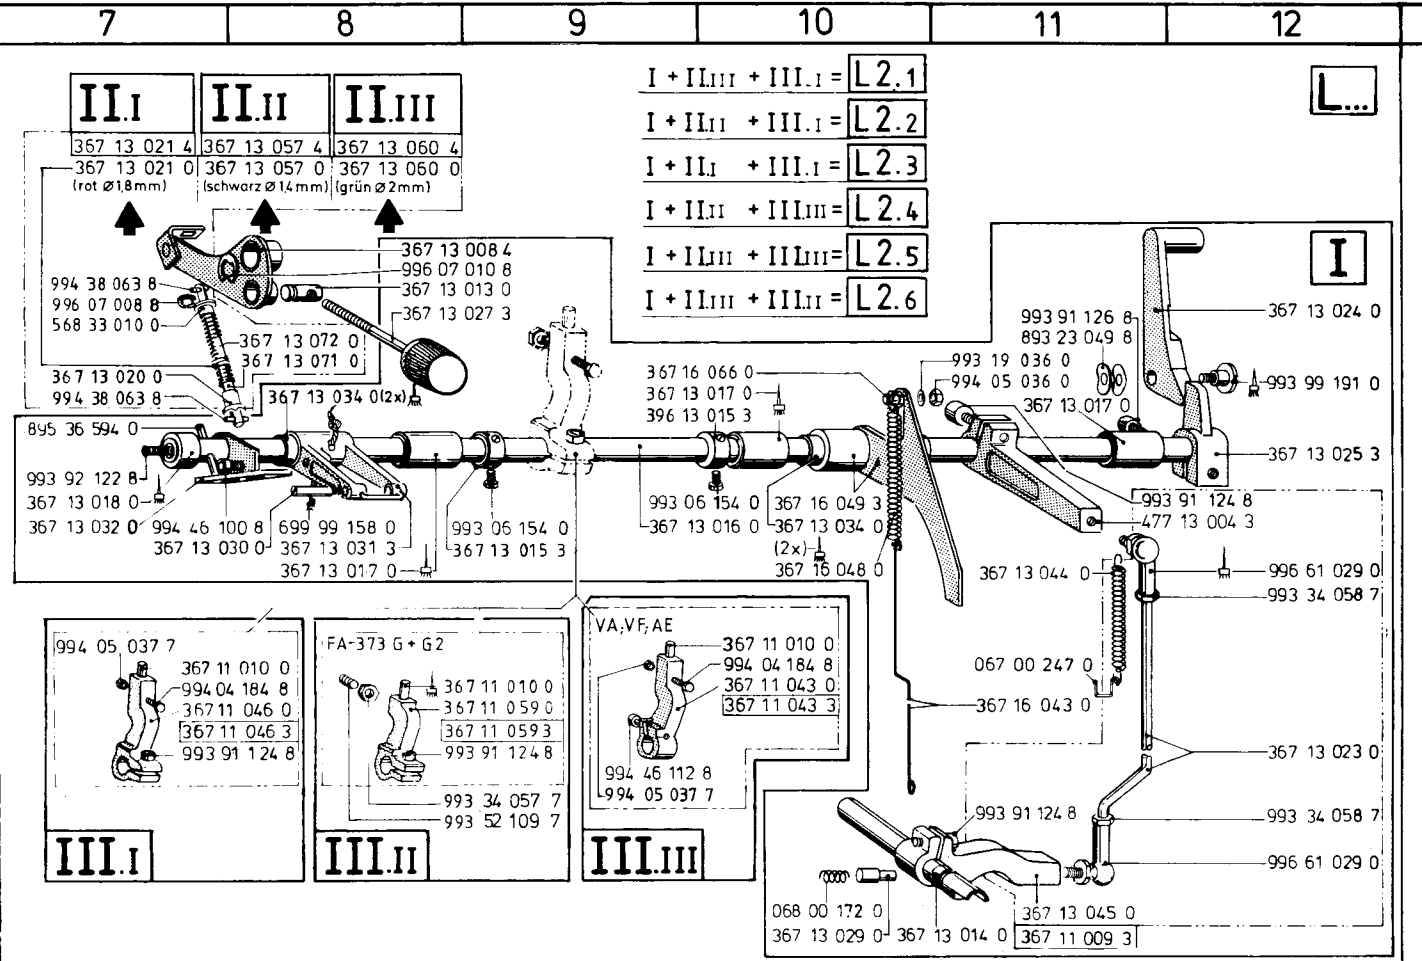 7 8 9 10 11 12
II.I II.II II.III
367 13 021 4 367 13 057 4 367 13 060 4
367 13 021 0 367 13 057 0 367 13 060 0
(rot Ø 1,8mm) (schwarz Ø 1,4mm) (grün Ø 2mm)
I + II.III + III.I = L2.1
I + II.II + III.I = L2.2
I + II.I + III.I = L2.3
I + II.II + III.III = L2.4
I + II.III + III.III = L2.5
I + II.III + III.II = L2.6
L...
I
367 13 008 4
996 07 010 8
367 13 013 0
367 13 027 3
994 38 063 8
996 07 008 8
568 33 010 0
367 13 072 0
367 13 071 0
367 13 020 0
994 38 063 8
367 13 034 0 (2x)
895 36 594 0
993 92 122 8
367 13 018 0
367 13 032 0
994 46 100 8
367 13 030 0
699 99 158 0
367 13 031 3
367 13 017 0
993 06 154 0
367 13 015 3
367 16 066 0
367 13 017 0
396 13 015 3
993 06 154 0
367 13 016 0
367 16 049 3
367 13 034 0
(2x)
367 16 048 0
993 19 036 0
994 05 036 0
993 91 126 8
893 23 049 8
367 13 017 0
367 13 024 0
993 99 191 0
367 13 025 3
993 91 124 8
477 13 004 3
367 13 044 0
996 61 029 0
993 34 058 7
067 00 247 0
367 16 043 0
367 13 023 0
993 34 058 7
996 61 029 0
993 91 124 8
068 00 172 0
367 13 029 0
367 13 014 0
367 13 045 0
367 11 009 3
994 05 037 7
367 11 010 0
994 04 184 8
367 11 046 0
367 11 046 3
993 91 124 8
III.I
FA-373 G + G2
367 11 010 0
367 11 059 0
367 11 059 3
993 91 124 8
993 34 057 7
993 52 109 7
III.II
VA;VF;AE
367 11 010 0
994 04 184 8
367 11 043 0
367 11 043 3
994 46 112 8
994 05 037 7
III.III